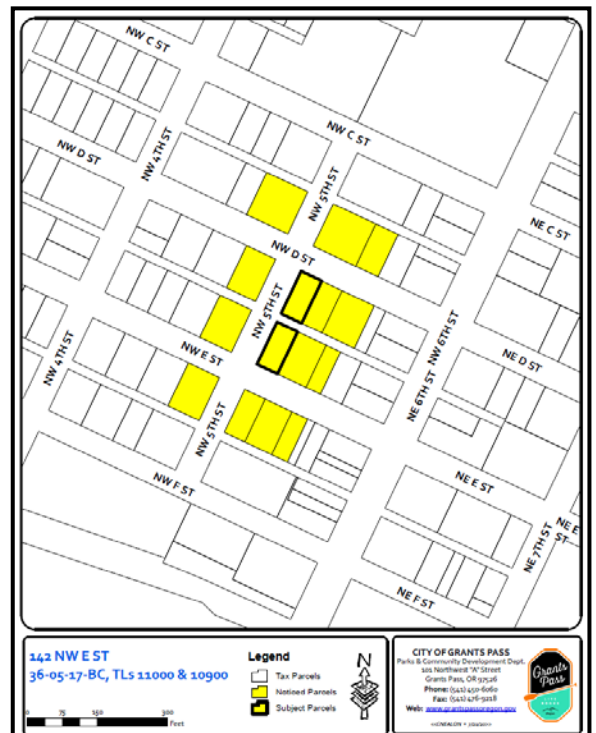 NW C ST
NW C ST
NW D ST
NW 4TH ST
NW 5TH ST
NE C ST
NW D ST
NW 5TH ST
NW 6TH ST
NW E ST
NE D ST
NW 4TH ST
NE 6TH ST
NW 5TH ST
NW F ST
NE E ST
NE E ST
NE 7TH ST
NE F ST
142 NW E ST
36-05-17-BC, TLs 11000 & 10900
0 75 150 300
Feet
Legend
Tax Parcels
Noticed Parcels
Subject Parcels
N
CITY OF GRANTS PASS
Parks & Community Development Dept.
101 Northwest "A" Street
Grants Pass, OR 97526
Phone: (541) 450-6060
Fax: (541) 476-9218
Web: www.grantspassoregon.gov
Grants Pass